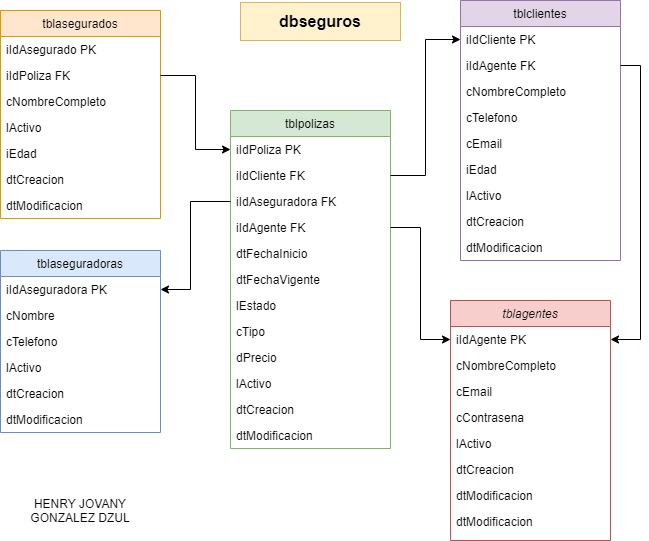 dbseguros
tblasegurados
iIdAsegurado PK
iIdPoliza FK
cNombreCompleto
lActivo
iEdad
dtCreacion
dtModificacion
tblaseguradoras
iIdAseguradora PK
cNombre
cTelefono
lActivo
dtCreacion
dtModificacion
tblpolizas
iIdPoliza PK
iIdCliente FK
iIdAseguradora FK
iIdAgente FK
dtFechaInicio
dtFechaVigente
lEstado
cTipo
dPrecio
lActivo
dtCreacion
dtModificacion
tblclientes
iIdCliente PK
iIdAgente FK
cNombreCompleto
cTelefono
cEmail
iEdad
lActivo
dtCreacion
dtModificacion
tblagentes
iIdAgente PK
cNombreCompleto
cEmail
cContrasena
lActivo
dtCreacion
dtModificacion
dtModificacion
HENRY JOVANY
GONZALEZ DZUL